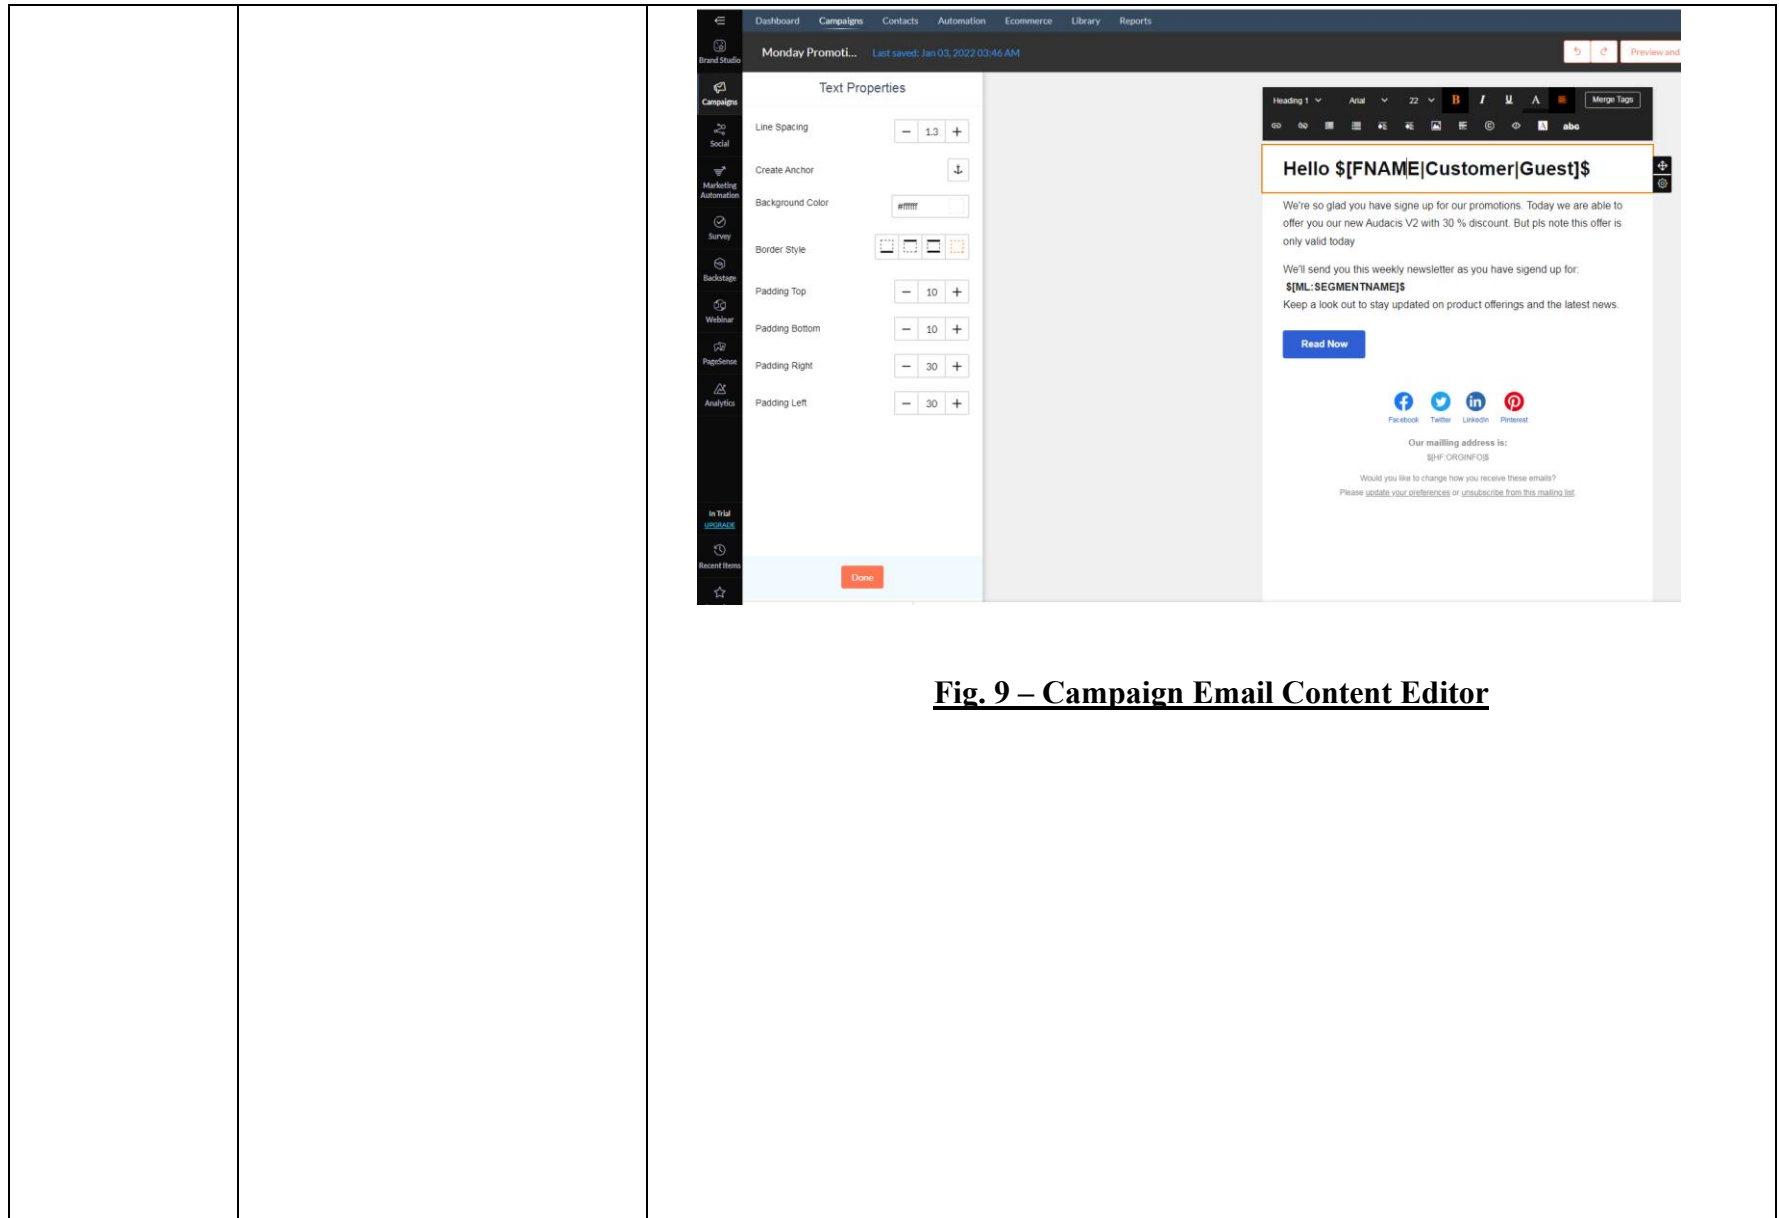 Dashboard Campaigns Contacts Automation Ecommerce Library Reports
Brand Studio
Monday Promoti... Last saved: Jan 03, 2022 03:46 AM
Preview and
Campaigns
Social
Marketing
Automation
Survey
Backstage
Webinar
PageSense
Analytics
In Trial
UPGRADE
Recent Items
Text Properties
Line Spacing 1.3
Create Anchor
Background Color #ffffff
Border Style
Padding Top 10
Padding Bottom 10
Padding Right 30
Padding Left 30
Done
Heading 1 Arial 22 B I U A Merge Tags
abc
Hello $[FNAME|Customer|Guest]$
We're so glad you have signe up for our promotions. Today we are able to
offer you our new Audacis V2 with 30 % discount. But pls note this offer is
only valid today
We'll send you this weekly newsletter as you have sigend up for:
$[ML:SEGMENTNAME]$
Keep a look out to stay updated on product offerings and the latest news.
Read Now
Facebook Twitter LinkedIn Pinterest
Our mailling address is:
$[HF:ORGINFO]$
Would you like to change how you receive these emails?
Please update your preferences or unsubscribe from this mailing list
Fig. 9 – Campaign Email Content Editor